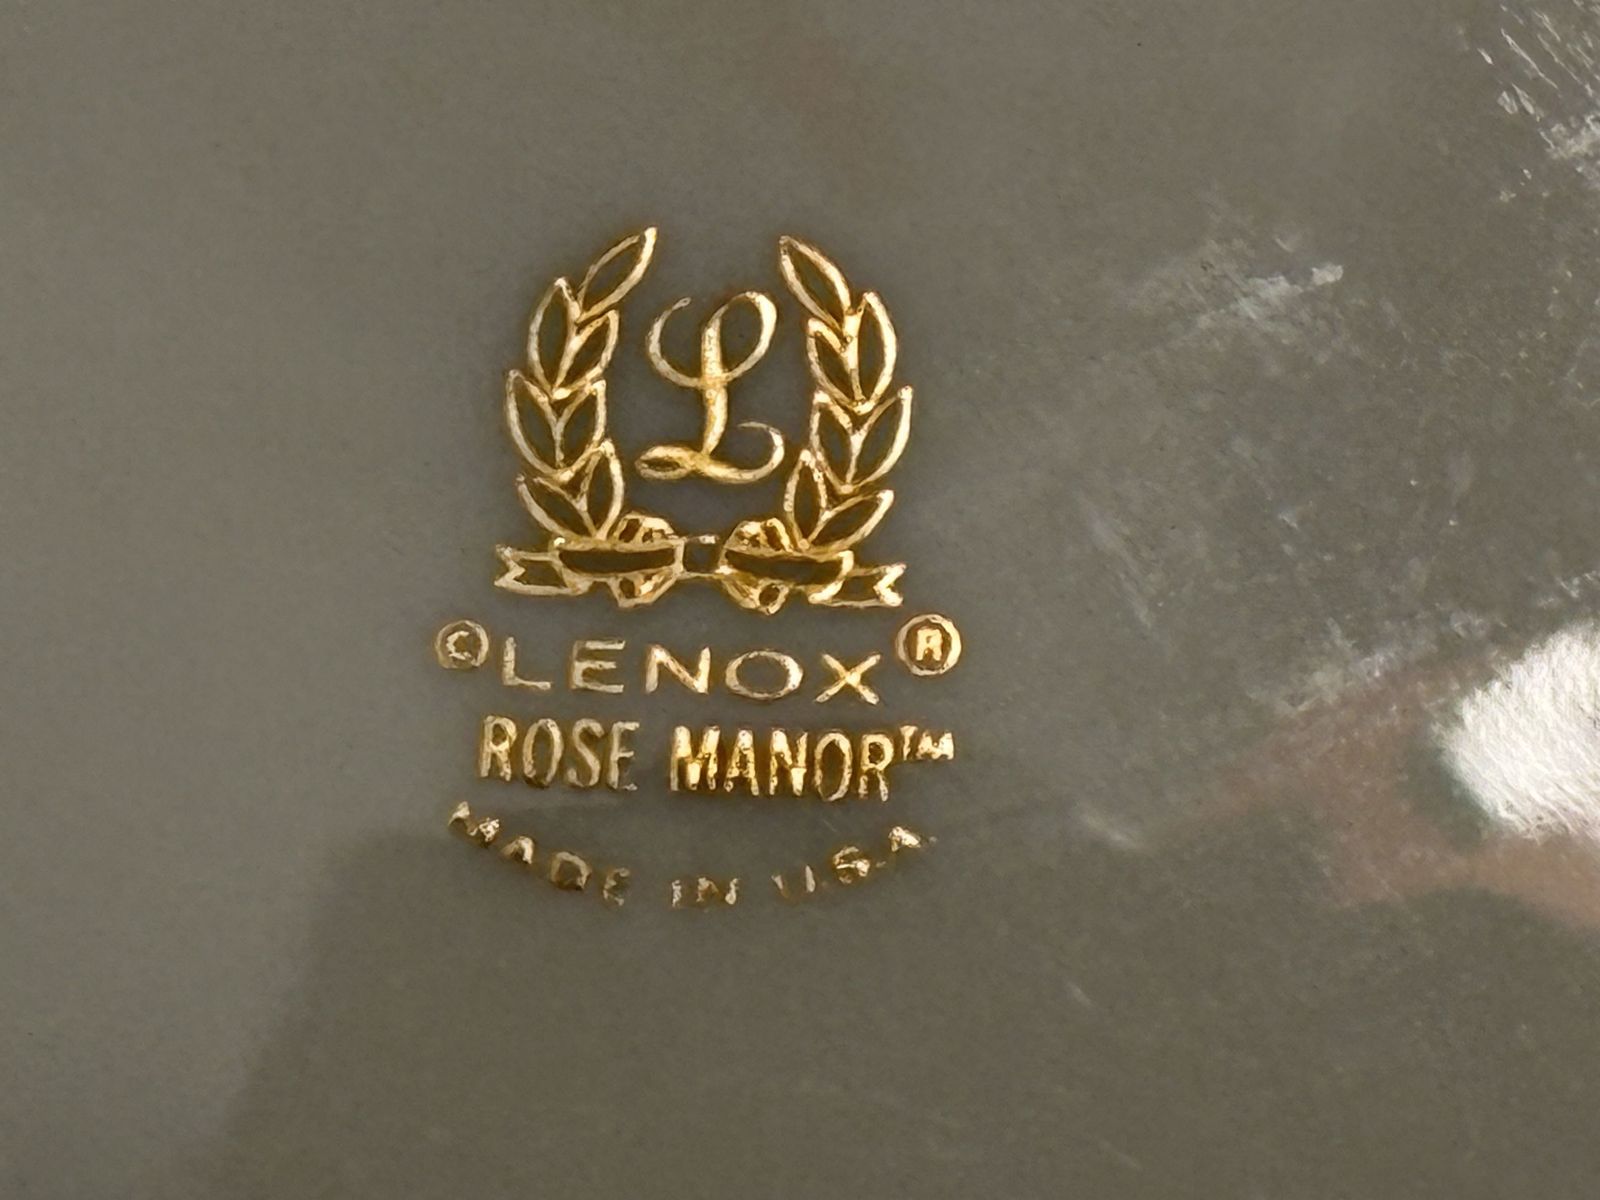 L
© LENOX ®
ROSE MANOR™
MADE IN U.S.A.